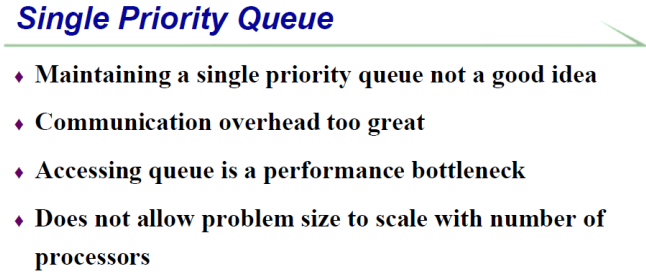 Single Priority Queue
Maintaining a single priority queue not a good idea
Communication overhead too great
Accessing queue is a performance bottleneck
Does not allow problem size to scale with number of
processors